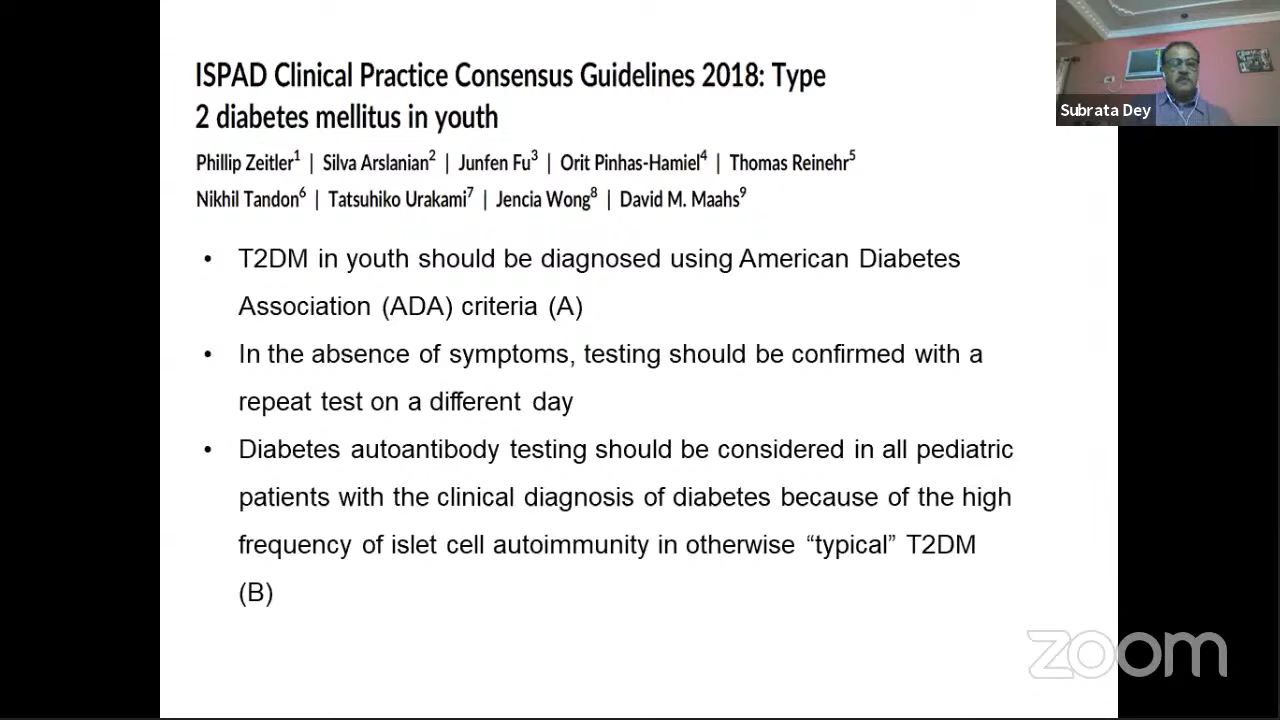 ISPAD Clinical Practice Consensus Guidelines 2018: Type
2 diabetes mellitus in youth
Phillip Zeitler1 | Silva Arslanian2 | Junfen Fu3 | Orit Pinhas-Hamiel4 | Thomas Reinehr5
Nikhil Tandon6 | Tatsuhiko Urakami7 | Jencia Wong8 | David M. Maahs9
• T2DM in youth should be diagnosed using American Diabetes
Association (ADA) criteria (A)
• In the absence of symptoms, testing should be confirmed with a
repeat test on a different day
• Diabetes autoantibody testing should be considered in all pediatric
patients with the clinical diagnosis of diabetes because of the high
frequency of islet cell autoimmunity in otherwise “typical” T2DM
(B)
Subrata Dey
zoom